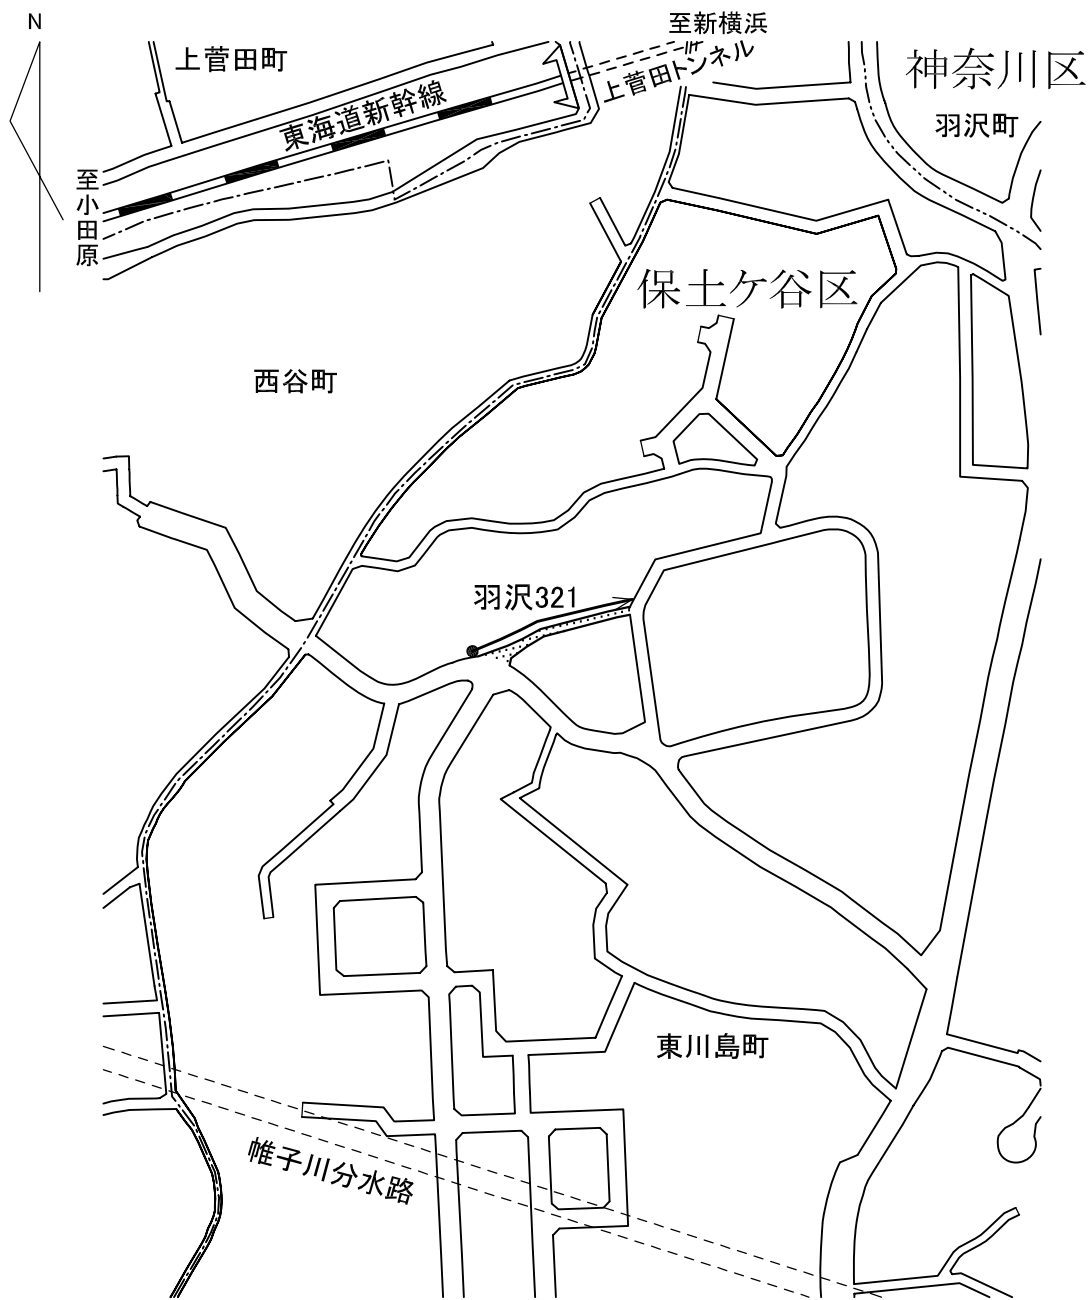 N
至新横浜
上菅田町
上菅田トンネル
神奈川区
東海道新幹線
羽沢町
至小田原
保土ケ谷区
西谷町
羽沢321
東川島町
帷子川分水路